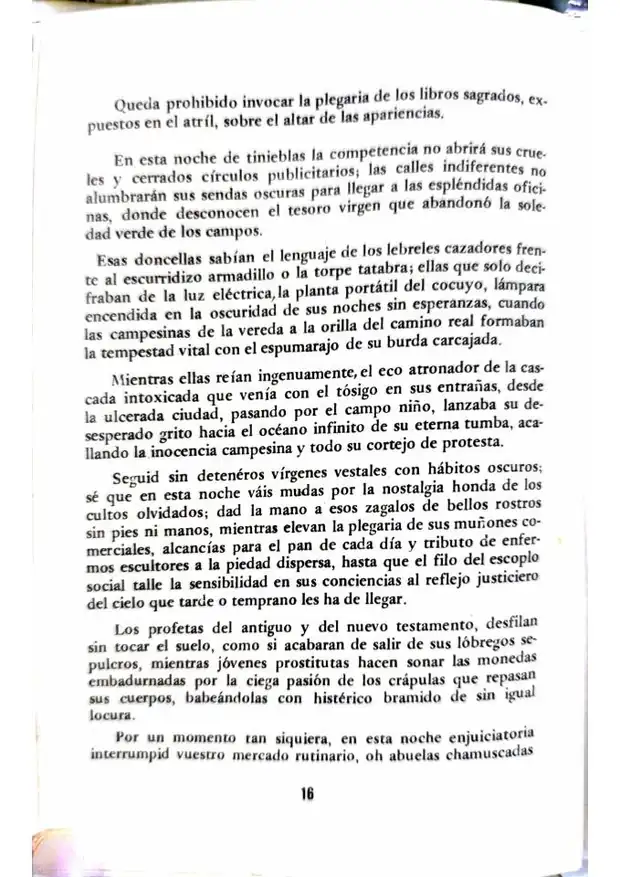 Queda prohibido invocar la plegaria de los libros sagrados, ex-
puestos en el atríl, sobre el altar de las apariencias.
En esta noche de tinieblas la competencia no abrirá sus crue-
les y cerrados círculos publicitarios; las calles indiferentes no
alumbrarán sus sendas oscuras para llegar a las espléndidas ofici-
nas, donde desconocen el tesoro virgen que abandonó la sole-
dad verde de los campos.
Esas doncellas sabían el lenguaje de los lebreles cazadores fren-
te al escurridizo armadillo o la torpe tatabra; ellas que solo deci-
fraban de la luz eléctrica, la planta portátil del cocuyo, lámpara
encendida en la oscuridad de sus noches sin esperanzas, cuando
las campesinas de la vereda a la orilla del camino real formaban
la tempestad vital con el espumarajo de su burda carcajada.
Mientras ellas reían ingenuamente, el eco atronador de la cas-
cada intoxicada que venía con el tósigo en sus entrañas, desde
la ulcerada ciudad, pasando por el campo niño, lanzaba su de-
sesperado grito hacia el océano infinito de su eterna tumba, aca-
llando la inocencia campesina y todo su cortejo de protesta.
Seguid sin detenéros vírgenes vestales con hábitos oscuros;
sé que en esta noche váis mudas por la nostalgia honda de los
cultos olvidados; dad la mano a esos zagalos de bellos rostros
sin pies ni manos, mientras elevan la plegaria de sus muñones co-
merciales, alcancías para el pan de cada día y tributo de enfer-
mos escultores a la piedad dispersa, hasta que el filo del escoplo
social talle la sensibilidad en sus conciencias al reflejo justiciero
del cielo que tarde o temprano les ha de llegar.
Los profetas del antiguo y del nuevo testamento, desfilan
sin tocar el suelo, como si acabaran de salir de sus lóbregos se-
pulcros, mientras jóvenes prostitutas hacen sonar las monedas
embadurnadas por la ciega pasión de los crápulas que repasan
sus cuerpos, babeándolas con histérico bramido de sin igual
locura.
Por un momento tan siquiera, en esta noche enjuiciatoria
interrumpid vuestro mercado rutinario, oh abuelas chamuscadas
16